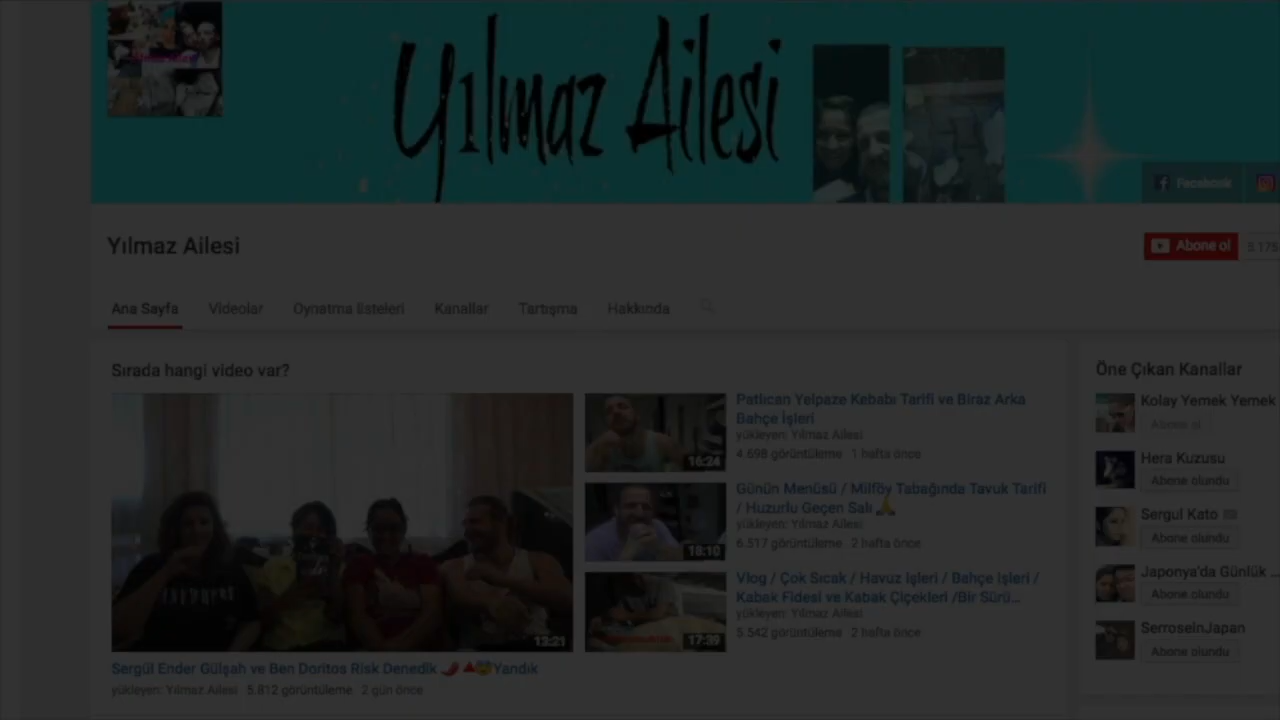 Yılmaz Ailesi
Facebook
Yılmaz Ailesi
Abone ol
Ana Sayfa Videolar Oynatma listeleri Kanallar Tartışma Hakkında
Sırada hangi video var?
13:21
Sergül Ender Gülşah ve Ben Doritos Risk Denedik 🌶️🔺😰Yandık
yükleyen: Yılmaz Ailesi 5.812 görüntüleme 2 gün önce
16:24
Patlıcan Yelpaze Kebabı Tarifi ve Biraz Arka
Bahçe İşleri
yükleyen: Yılmaz Ailesi
4.698 görüntüleme 1 hafta önce
18:10
Günün Menüsü / Milföy Tabağında Tavuk Tarifi
/ Huzurlu Geçen Salı 🙏
yükleyen: Yılmaz Ailesi
6.517 görüntüleme 2 hafta önce
17:39
Vlog / Çok Sıcak / Havuz İşleri / Bahçe İşleri /
Kabak Fidesi ve Kabak Çiçekleri /Bir Sürü...
yükleyen: Yılmaz Ailesi
5.542 görüntüleme 2 hafta önce
Öne Çıkan Kanallar
Kolay Yemek Yemek
Abone ol
Hera Kuzusu
Abone olundu
Sergul Kato
Abone olundu
Japonya'da Günlük ...
Abone olundu
SerroseInJapan
Abone olundu